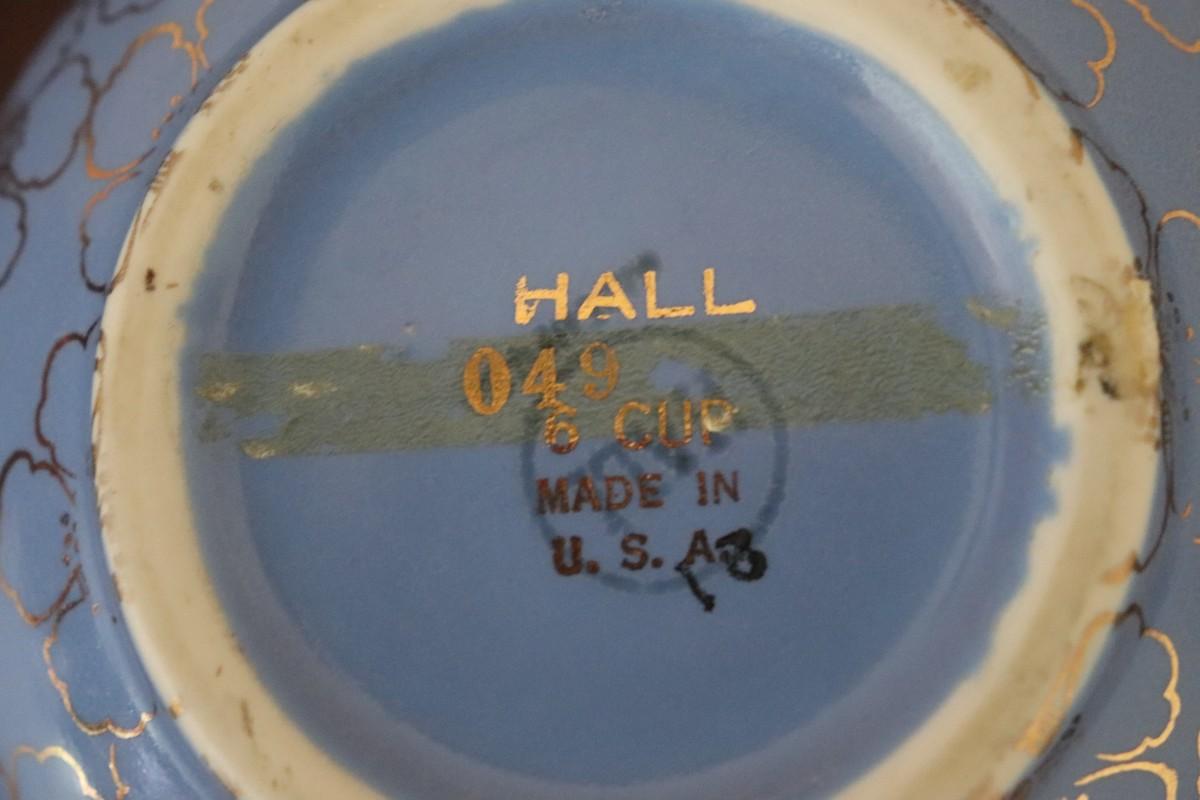 HALL
049
6 CUP
MADE IN
U. S. A.